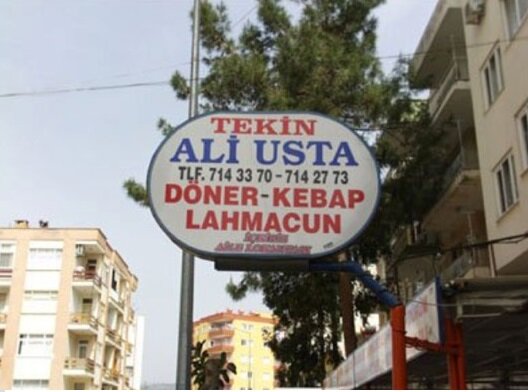 TEKİN
ALİ USTA
TLF. 714 33 70 - 714 27 73
DÖNER - KEBAP
LAHMACUN